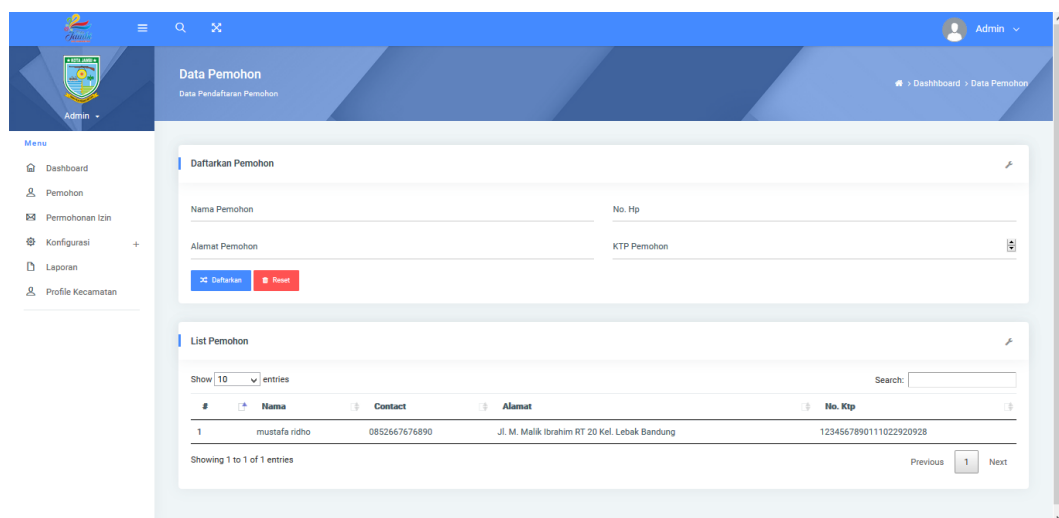 Admin
Data Pemohon
Data Pendaftaran Pemohon
> Dashhboard > Data Pemohon
KOTA JAMBI
Admin
Menu
Dashboard
Pemohon
Permohonan Izin
Konfigurasi +
Laporan
Profile Kecamatan
Daftarkan Pemohon
Nama Pemohon No. Hp
Alamat Pemohon KTP Pemohon
Daftarkan Reset
List Pemohon
Show 10 entries Search:
# Nama Contact Alamat No. Ktp
1 mustafa ridho 0852667676890 Jl. M. Malik Ibrahim RT 20 Kel. Lebak Bandung 1234567890111022920928
Showing 1 to 1 of 1 entries Previous 1 Next